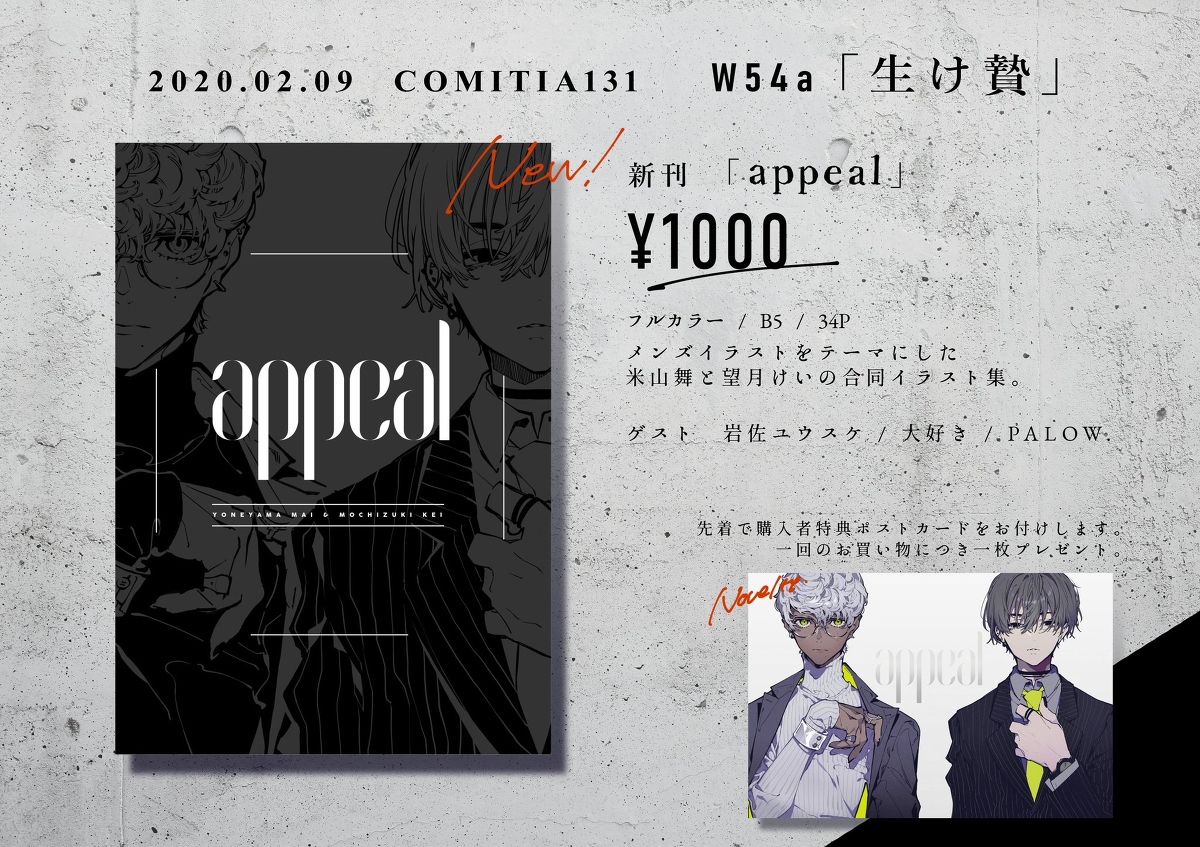 2020.02.09 COMITIA131 W54a「生け贄」
New!
新刊 「appeal」
¥1000
フルカラー / B5 / 34P
メンズイラストをテーマにした
米山舞と望月けいの合同イラスト集。
ゲスト 岩佐ユウスケ / 大好き / PALOW.
appeal
YONEYAMA MAI & MOCHIZUKI KEI
先着で購入者特典ポストカードをお付けします。
一回のお買い物につき一枚プレゼント。
Novelty
appeal